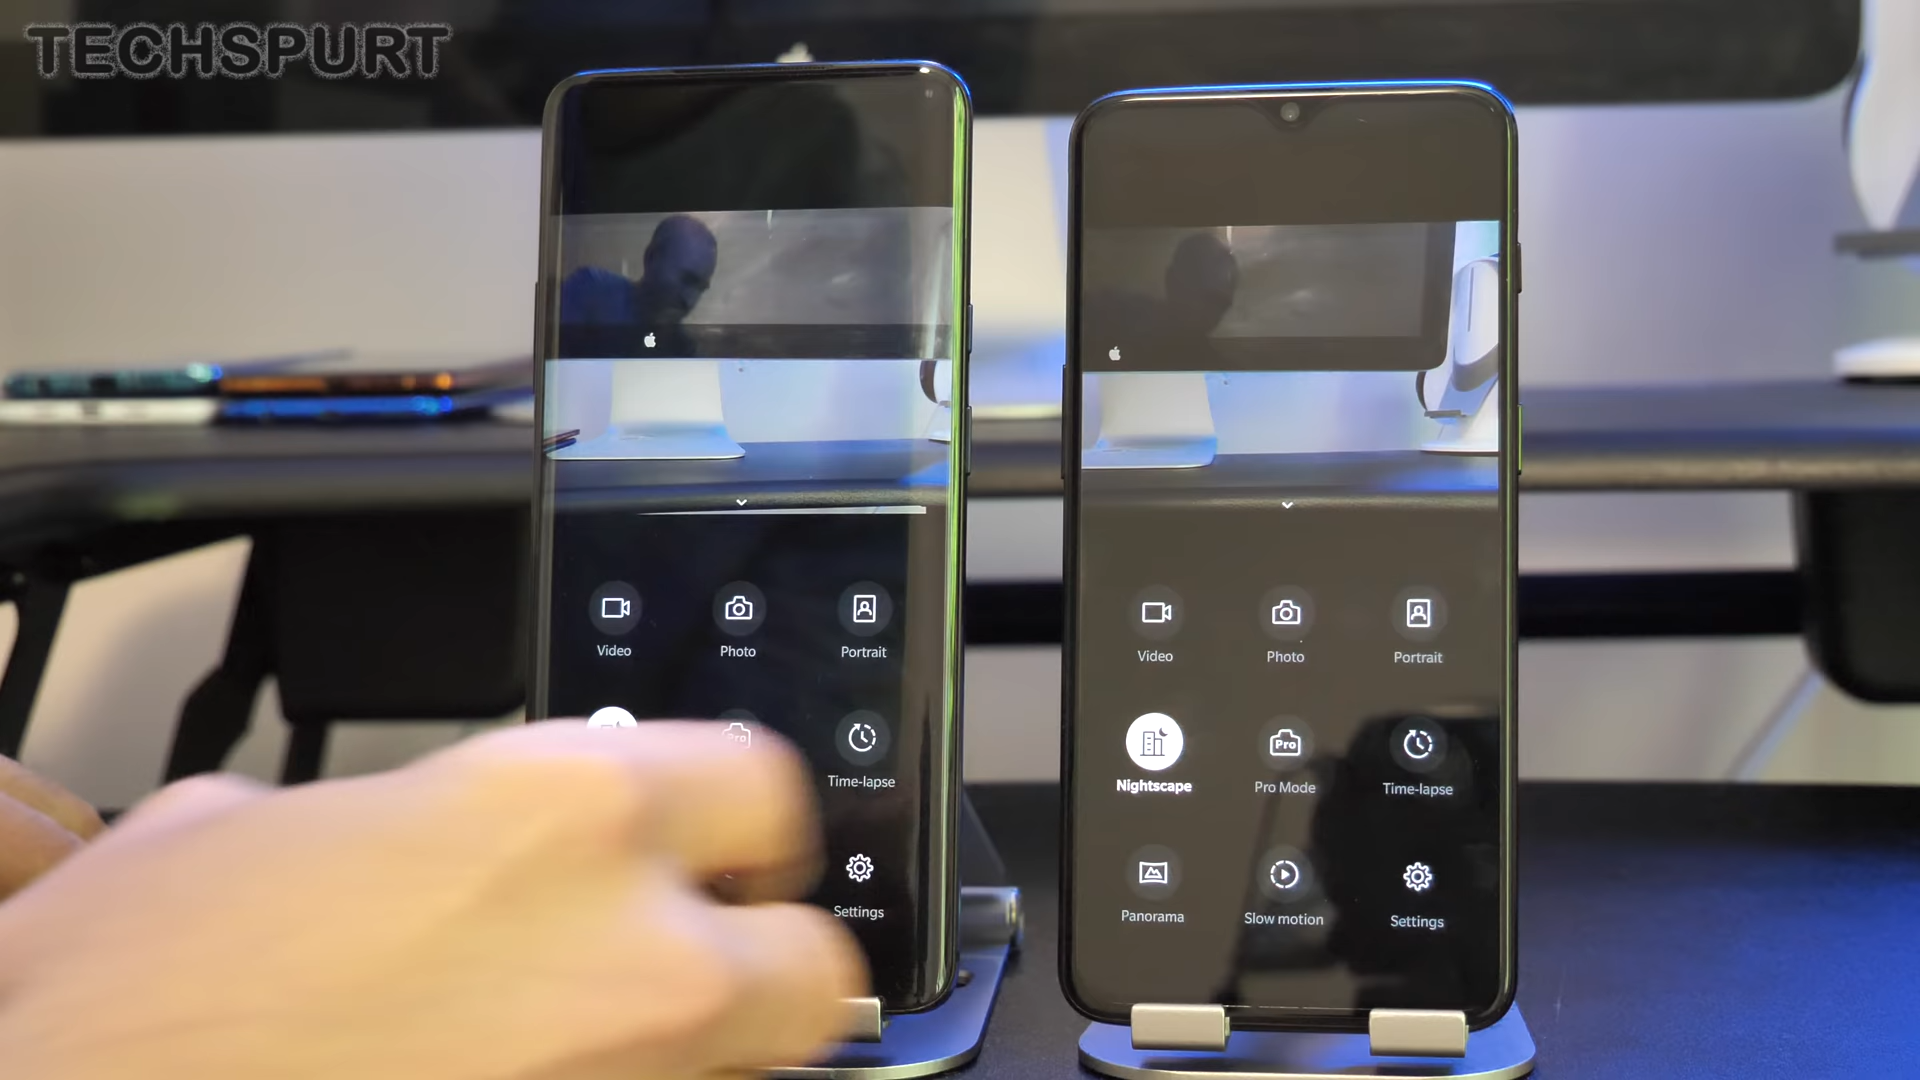 TECHSPURT
Video Photo Portrait
Time-lapse
Settings
Video Photo Portrait
Nightscape Pro Pro Mode Time-lapse
Panorama Slow motion Settings